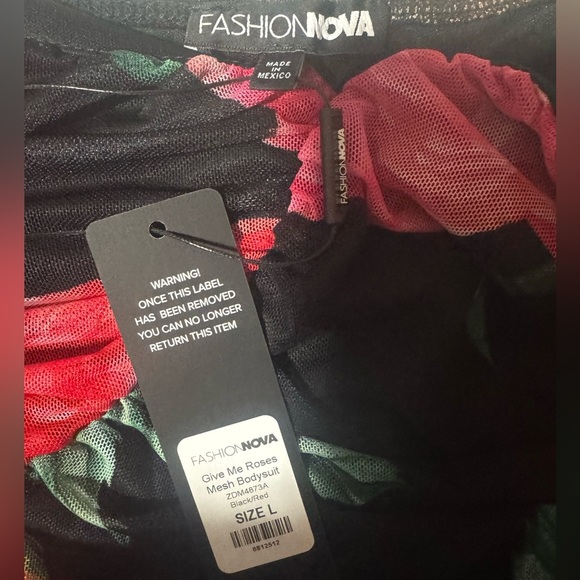 FASHIONNOVA
MADE
IN
MEXICO
FASHIONNOVA
WARNING!
ONCE THIS LABEL
HAS BEEN REMOVED
YOU CAN NO LONGER
RETURN THIS ITEM
FASHIONNOVA
Give Me Roses
Mesh Bodysuit
ZDM4873A
Black/Red
SIZE L
8812512